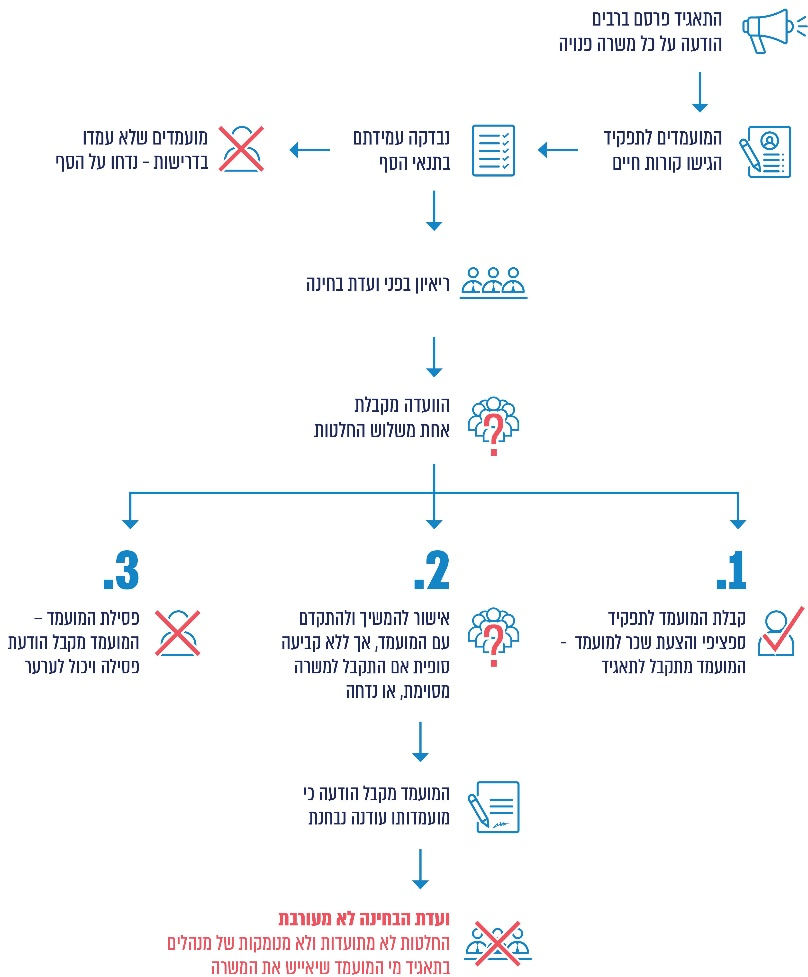 התאגיד פרסם ברבים
הודעה על כל משרה פנויה
המועמדים לתפקיד
הגישו קורות חיים
נבדקה עמידתם
בתנאי הסף
מועמדים שלא עמדו
בדרישות - נדחו על הסף
ריאיון בפני ועדת בחינה
הוועדה מקבלת
אחת משלוש החלטות
?
1.
קבלת המועמד לתפקיד
ספציפי והצעת שכר למועמד -
המועמד מתקבל לתאגיד
2.
?
אישור להמשיך ולהתקדם
עם המועמד, אך ללא קביעה
סופית אם התקבל למשרה
מסוימת, או נדחה
3.
פסילת המועמד –
המועמד מקבל הודעת
פסילה ויכול לערער
המועמד מקבל הודעה כי
מועמדותו עודנה נבחנת
ועדת הבחינה לא מעורבת
החלטות לא מתועדות ולא מנומקות של מנהלים
בתאגיד מי המועמד שיאייש את המשרה